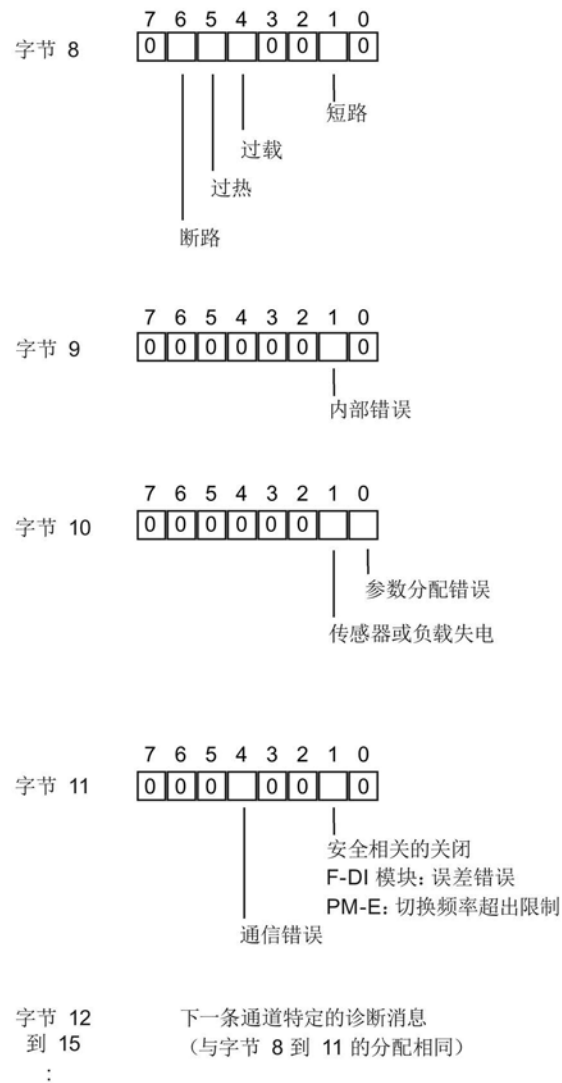 7 6 5 4 3 2 1 0
字节 8 0 0 0 0
短路
过载
过热
断路
7 6 5 4 3 2 1 0
字节 9 0 0 0 0 0 0 0
内部错误
7 6 5 4 3 2 1 0
字节 10 0 0 0 0 0 0
参数分配错误
传感器或负载失电
7 6 5 4 3 2 1 0
字节 11 0 0 0 0 0 0
安全相关的关闭
F-DI 模块: 误差错误
PM-E: 切换频率超出限制
通信错误
字节 12 下一条通道特定的诊断消息
到 15 （与字节 8 到 11 的分配相同）
: